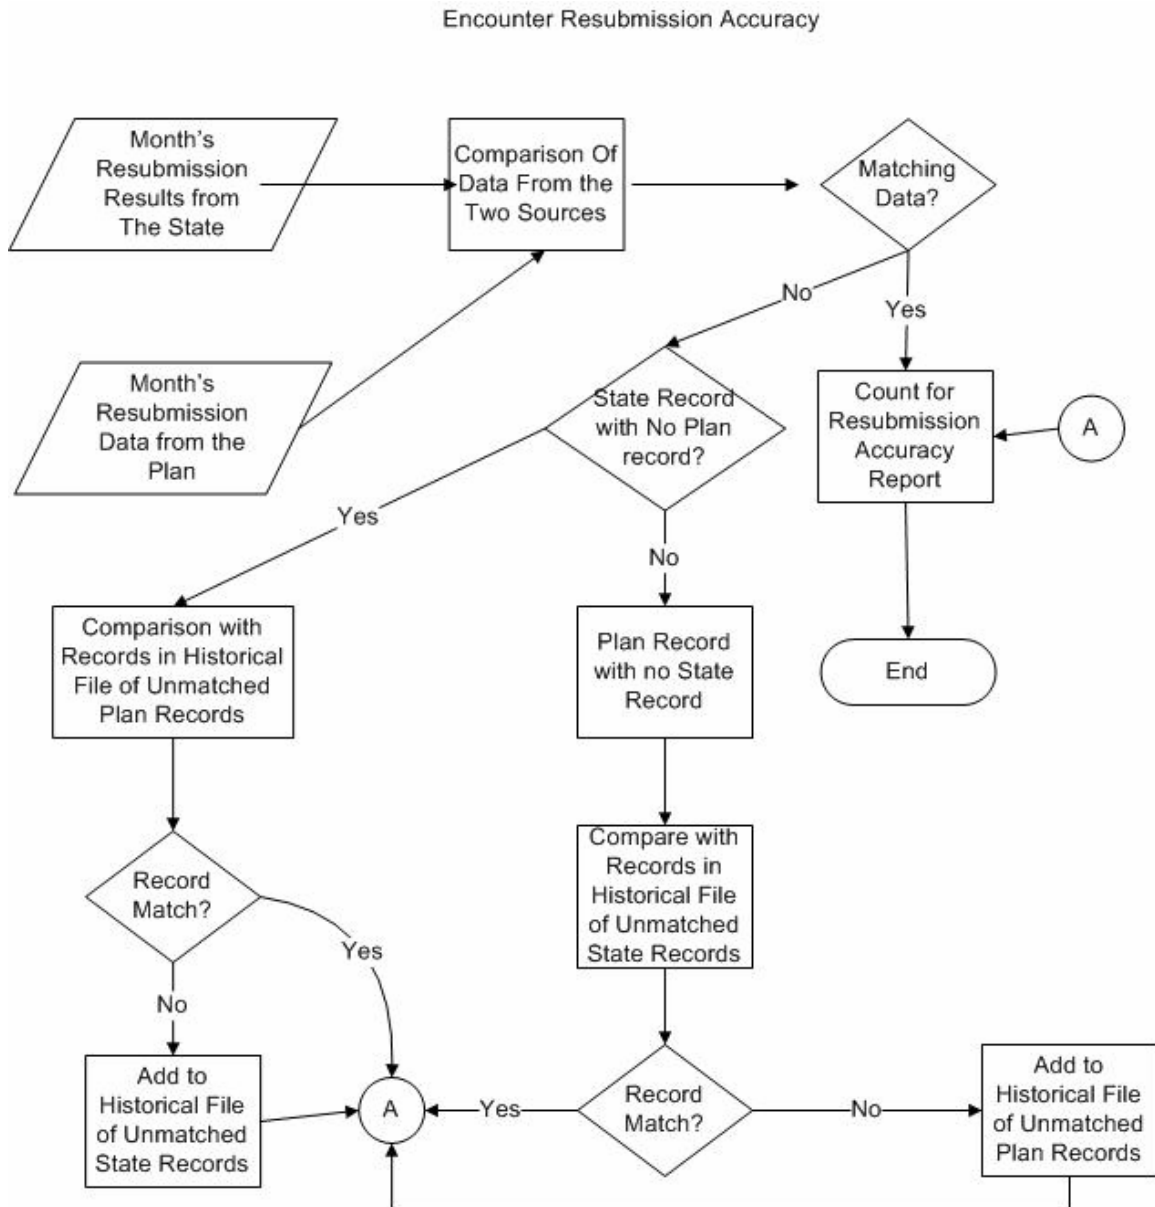 Encounter Resubmission Accuracy
Month's
Resubmission
Results from
The State
Comparison Of
Data From the
Two Sources
Matching
Data?
No
Yes
Month's
Resubmission
Data from the
Plan
State Record
with No Plan
record?
Count for
Resubmission
Accuracy
Report
A
Yes
No
Comparison with
Records in Historical
File of Unmatched
Plan Records
Plan Record
with no State
Record
End
Record
Match?
Yes
No
Compare with
Records in
Historical File
of Unmatched
State Records
Add to
Historical File
of Unmatched
State Records
A
Yes
Record
Match?
No
Add to
Historical File
of Unmatched
Plan Records